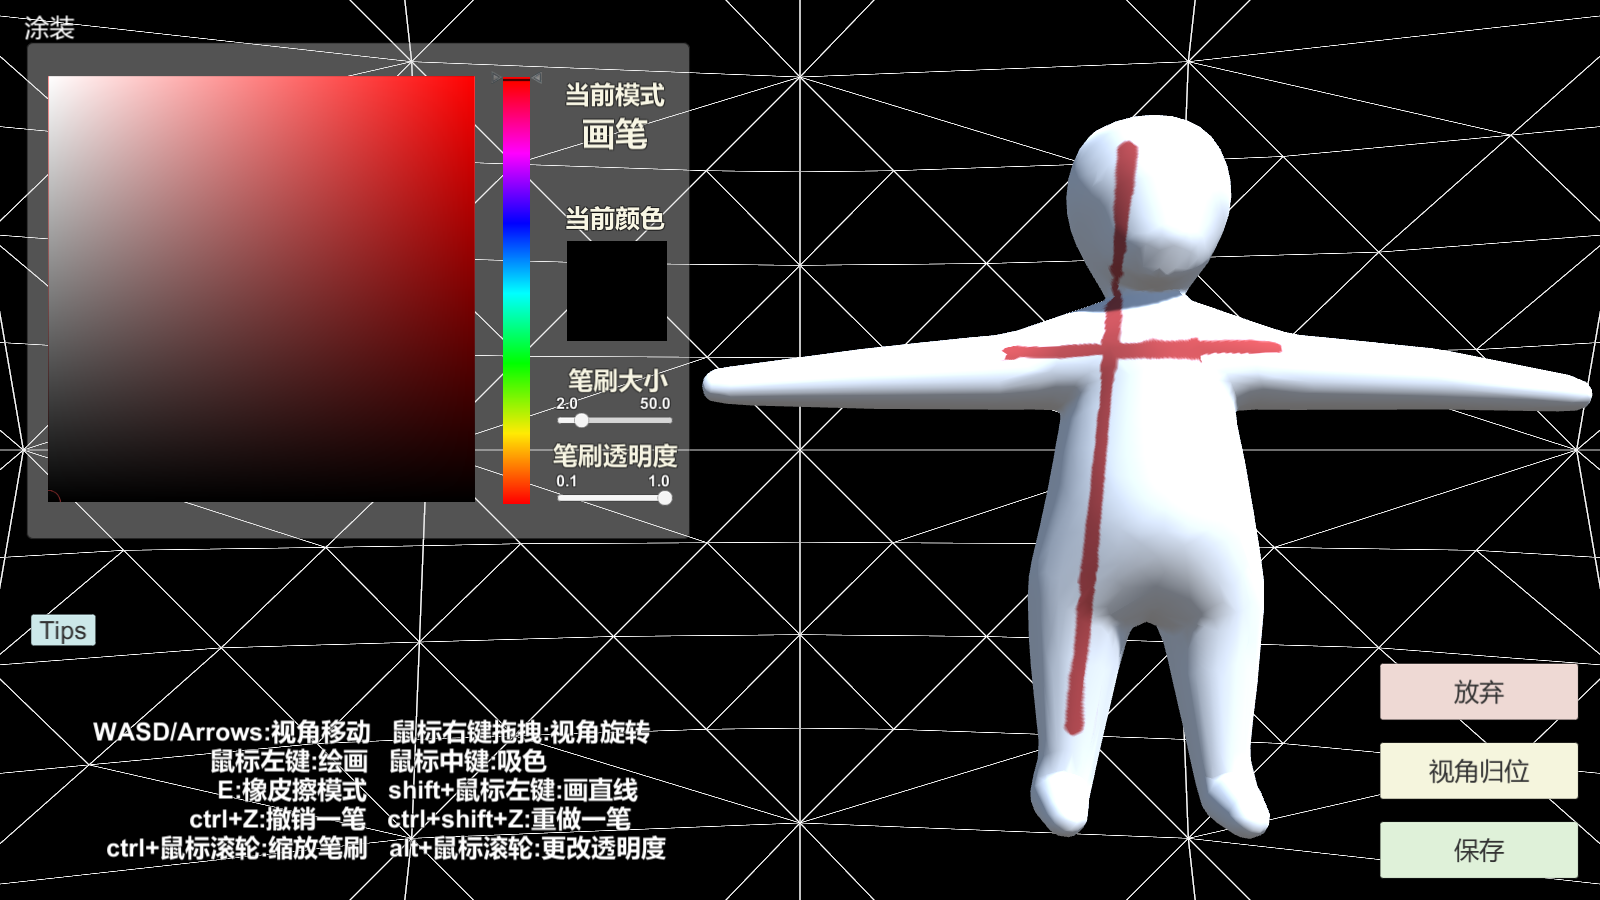 涂装
当前模式
画笔
当前颜色
笔刷大小
2.0 50.0
笔刷透明度
0.1 1.0
Tips
WASD/Arrows:视角移动 鼠标右键拖拽:视角旋转
鼠标左键:绘画 鼠标中键:吸色
E:橡皮擦模式 shift+鼠标左键:画直线
ctrl+Z:撤销一笔 ctrl+shift+Z:重做一笔
ctrl+鼠标滚轮:缩放笔刷 alt+鼠标滚轮:更改透明度
放弃
视角归位
保存